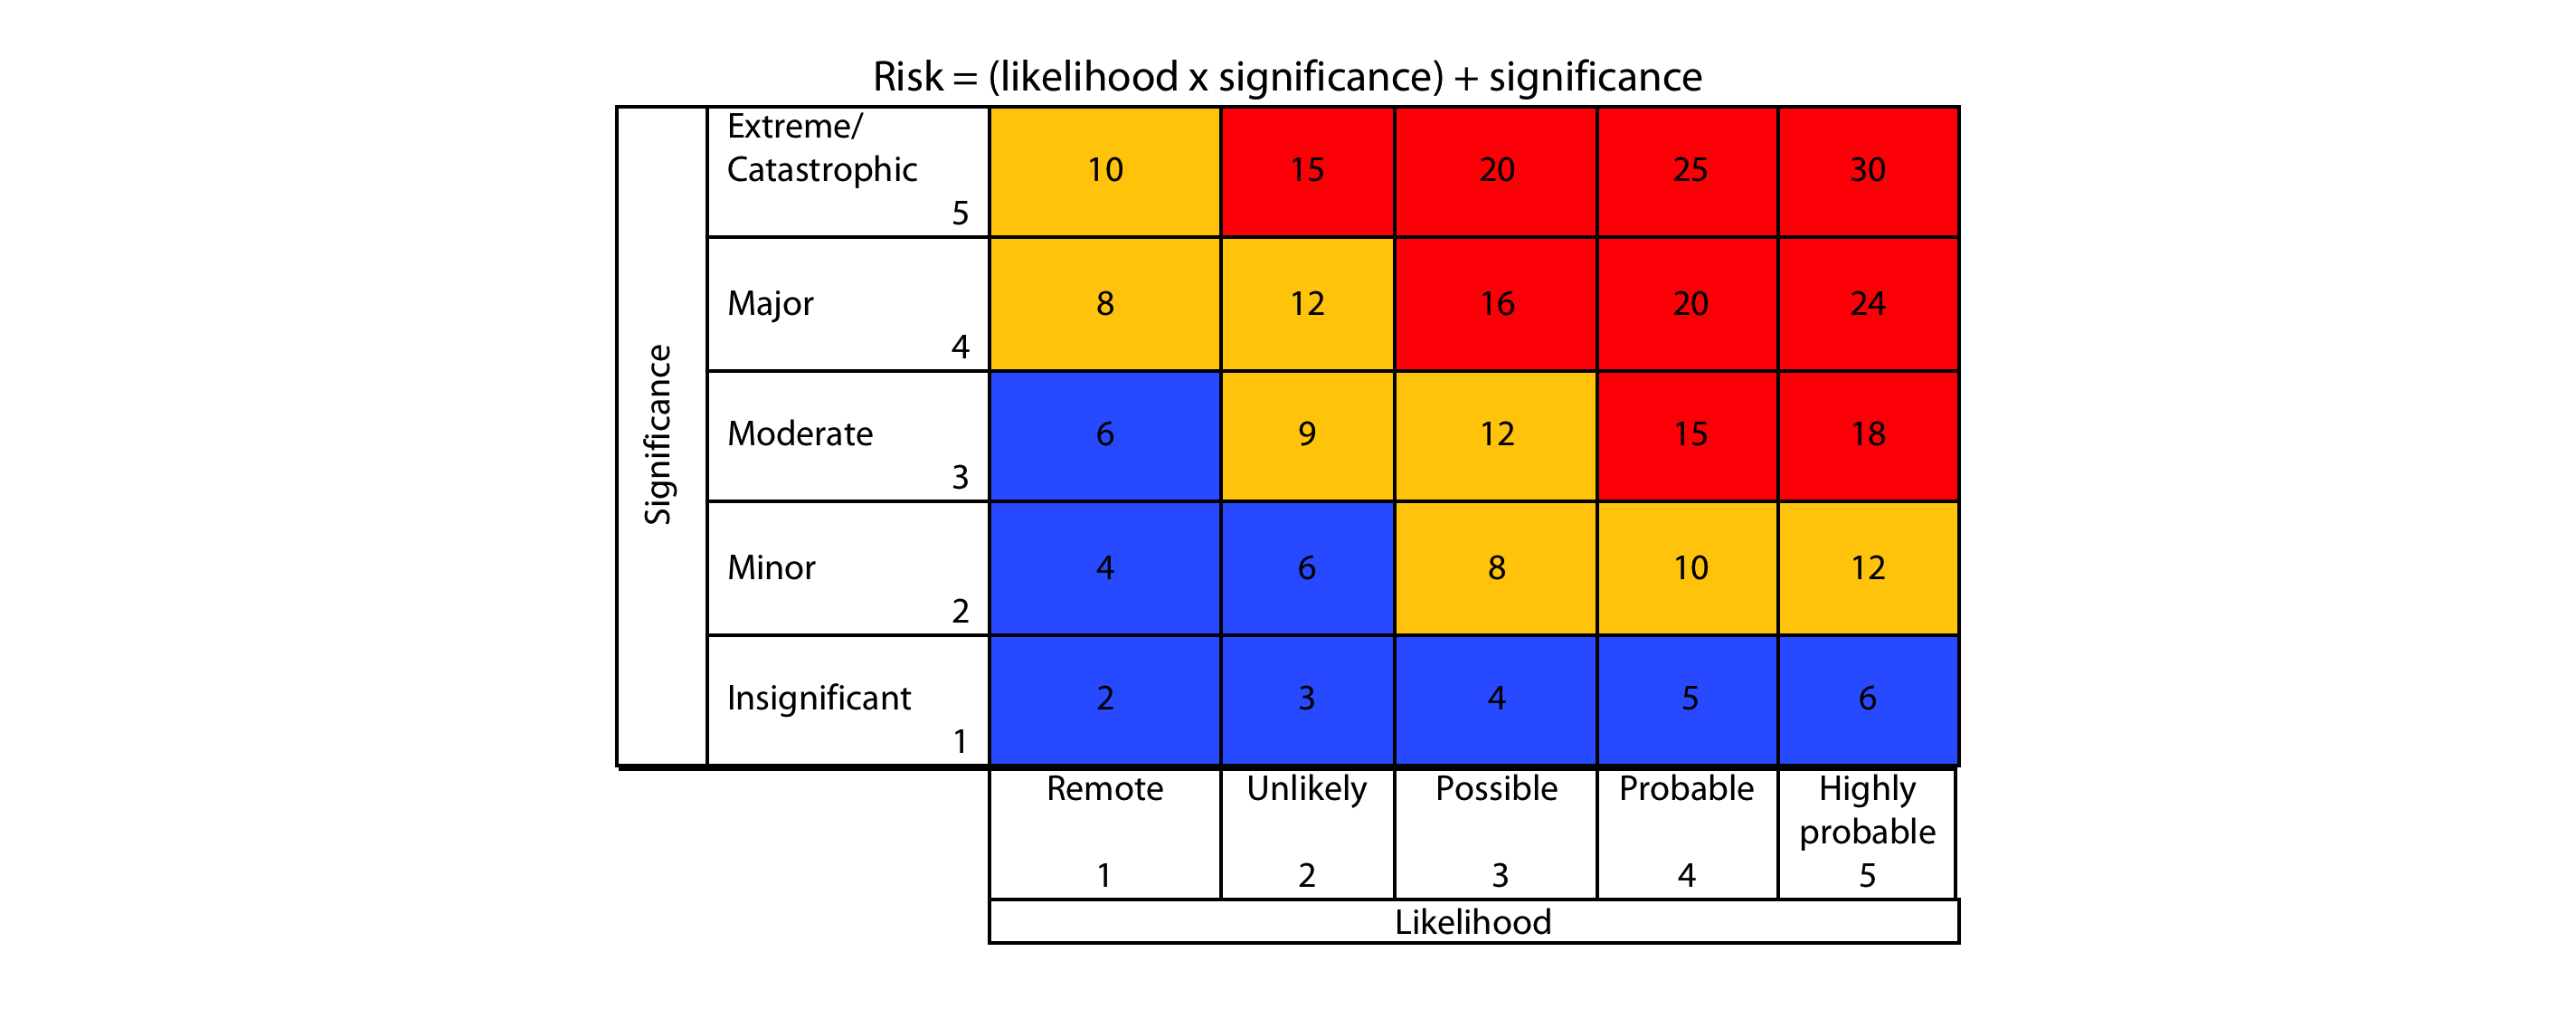 Risk = (likelihood x significance) + significance
Significance
Extreme/
Catastrophic
5
10 15 20 25 30
Major
4
8 12 16 20 24
Moderate
3
6 9 12 15 18
Minor
2
4 6 8 10 12
Insignificant
1
2 3 4 5 6
Remote Unlikely Possible Probable Highly
probable
1 2 3 4 5
Likelihood